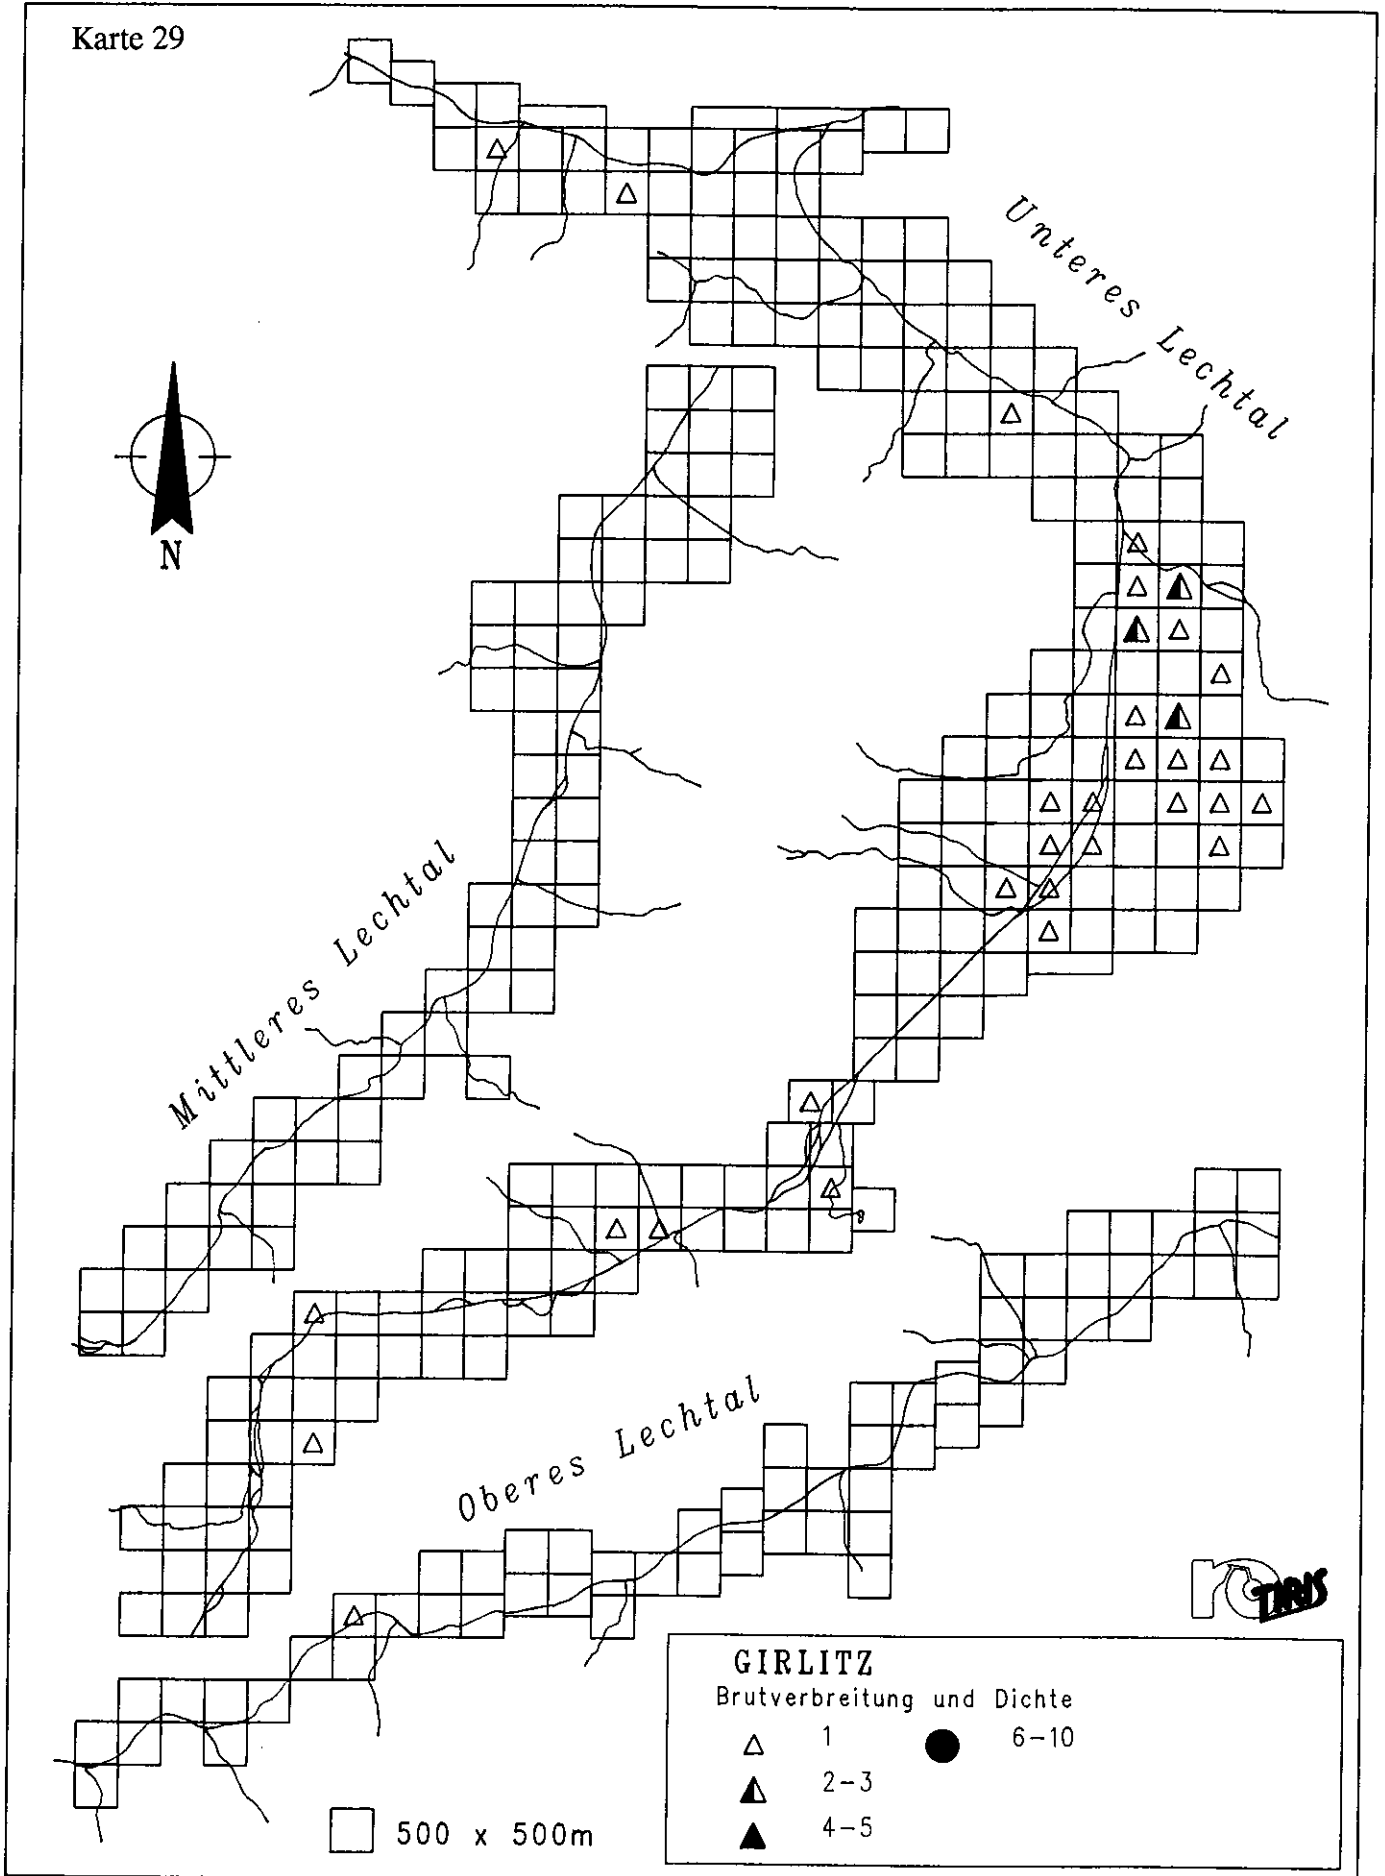 Karte 29
Unteres Lechtal
N
Mittleres Lechtal
Oberes Lechtal
TIRIS
GIRLITZ
Brutverbreitung und Dichte
1 6-10
2-3
4-5
500 x 500m